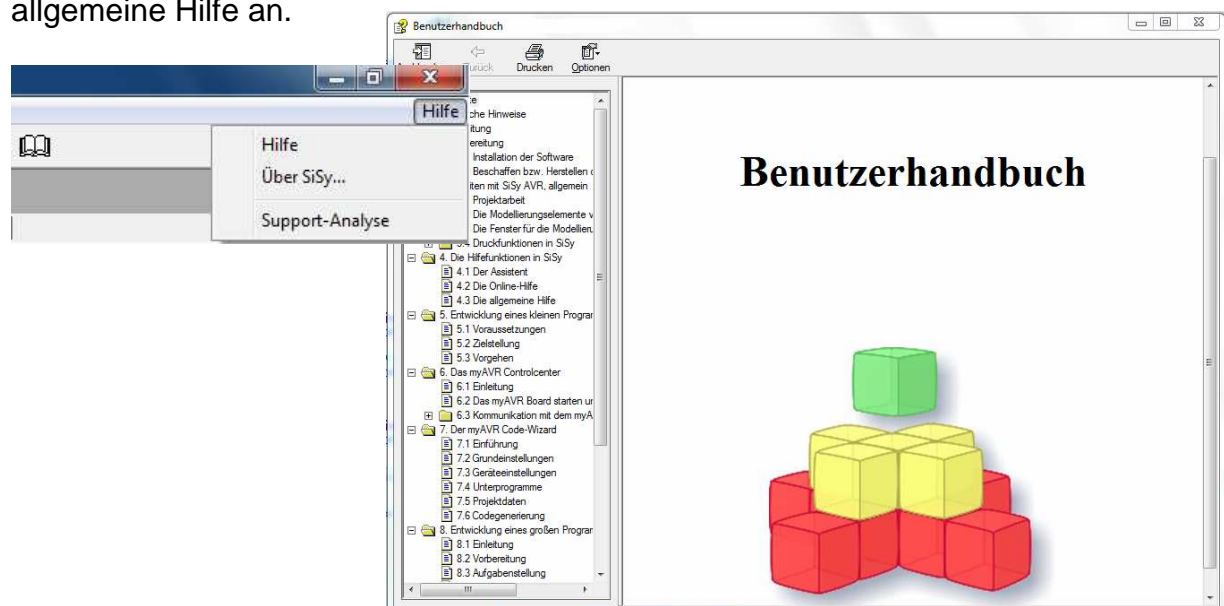 allgemeine Hilfe an.
Benutzerhandbuch
Drucken Optionen
Hilfe
Hilfe
Über SiSy...
Support-Analyse
Installation der Software
Beschaffen bzw. Herstellen
mit SiSy AVR, allgemein
Projektarbeit
Die Modellierungselemente
Die Fenster für die
Druckfunktionen in SiSy
4. Die Hilfefunktionen in SiSy
4.1 Der Assistent
4.2 Die Online-Hilfe
4.3 Die allgemeine Hilfe
5. Entwicklung eines kleinen
5.1 Voraussetzungen
5.2 Zielstellung
5.3 Vorgehen
6. Das myAVR Controlcenter
6.1 Einleitung
6.2 Das myAVR Board starten
6.3 Kommunikation mit dem
7. Der myAVR Code-Wizard
7.1 Einführung
7.2 Grundeinstellungen
7.3 Geräteeinstellungen
7.4 Unterprogramme
7.5 Projektdaten
7.6 Codegenerierung
8. Entwicklung eines großen
8.1 Einleitung
8.2 Vorbereitung
8.3 Aufgabenstellung
Benutzerhandbuch